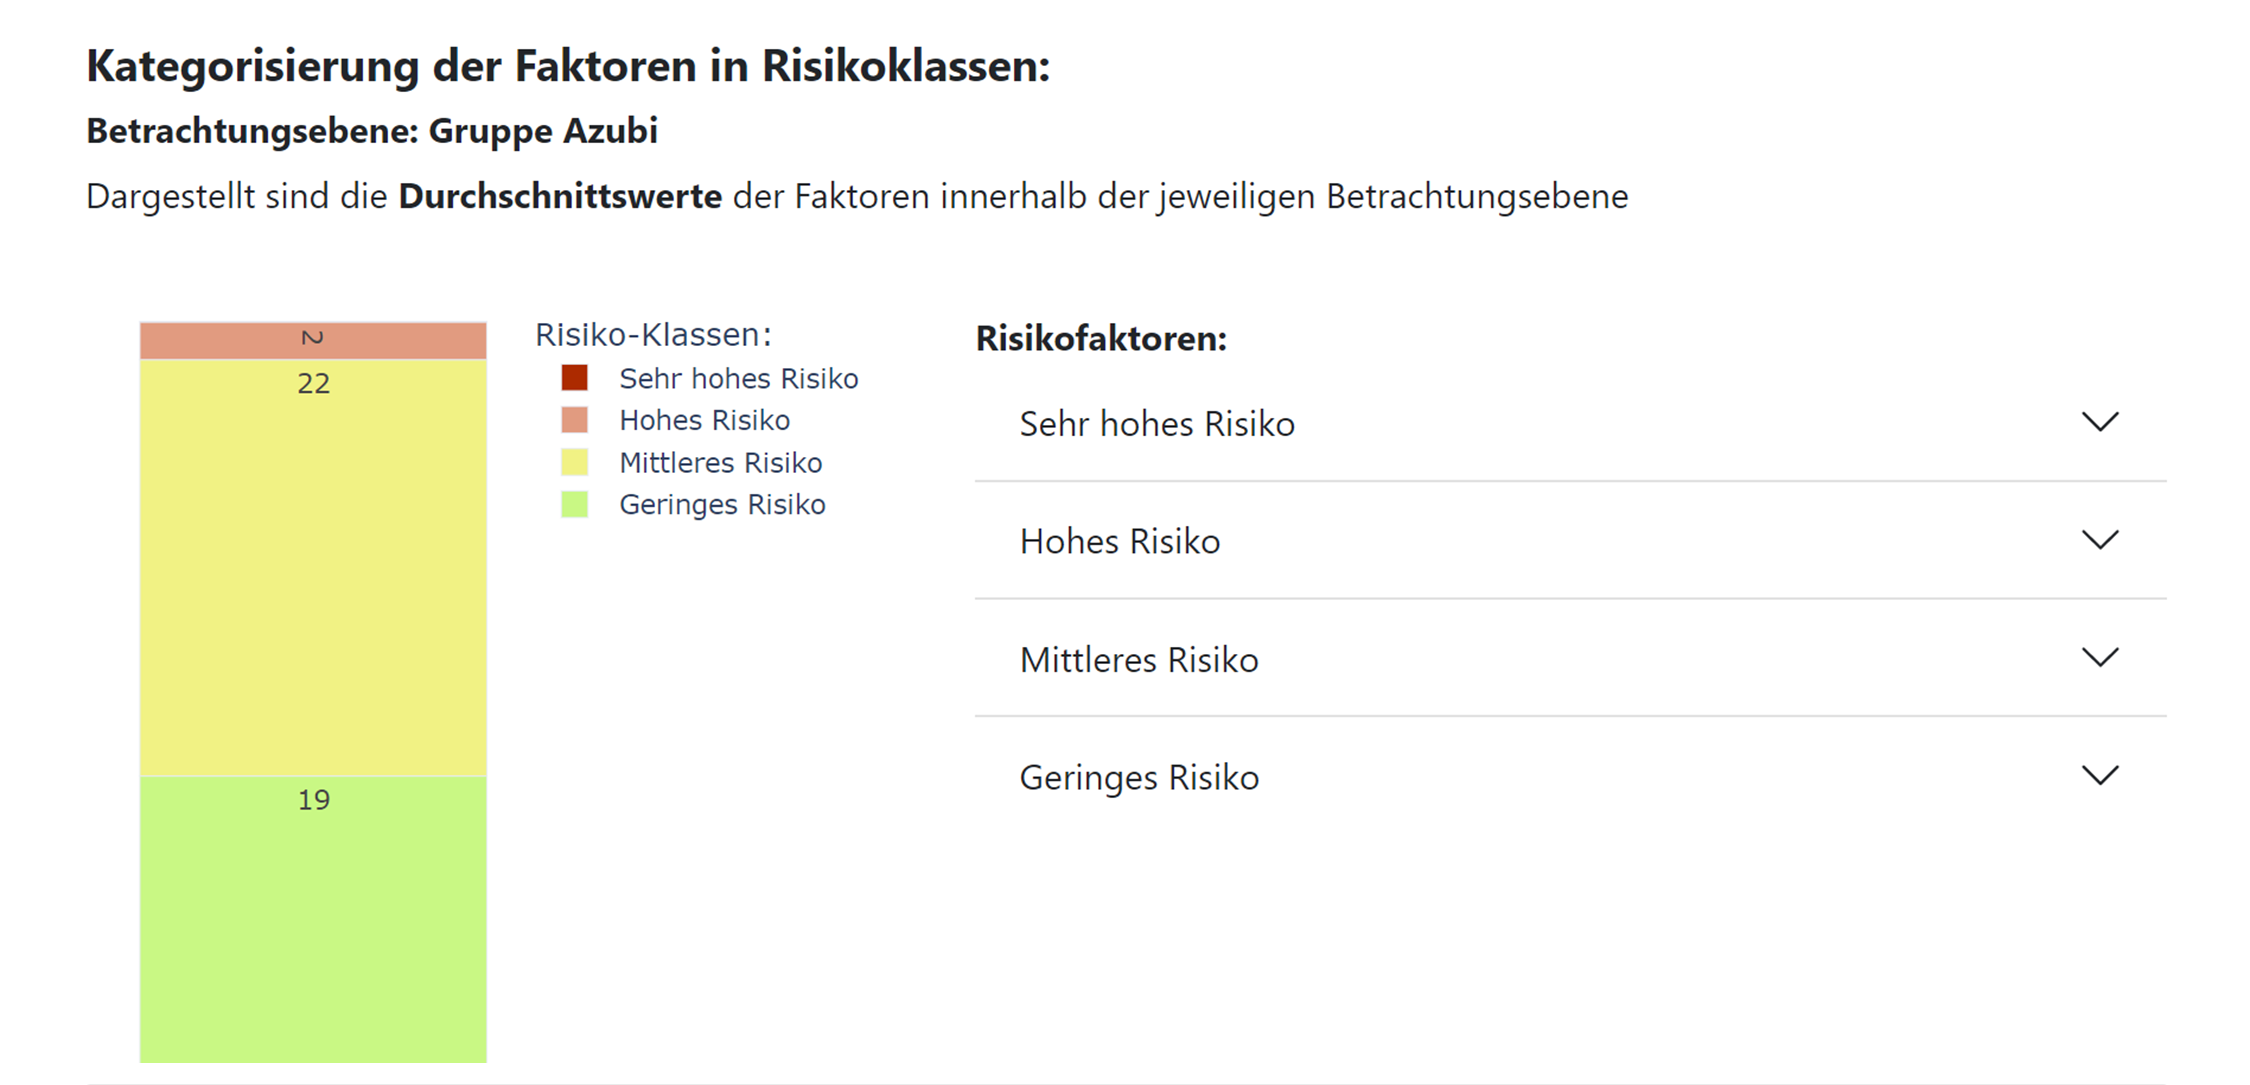 Kategorisierung der Faktoren in Risikoklassen:
Betrachtungsebene: Gruppe Azubi
Dargestellt sind die Durchschnittswerte der Faktoren innerhalb der jeweiligen Betrachtungsebene
2
22
19
Risiko-Klassen:
Sehr hohes Risiko
Hohes Risiko
Mittleres Risiko
Geringes Risiko
Risikofaktoren:
Sehr hohes Risiko
Hohes Risiko
Mittleres Risiko
Geringes Risiko